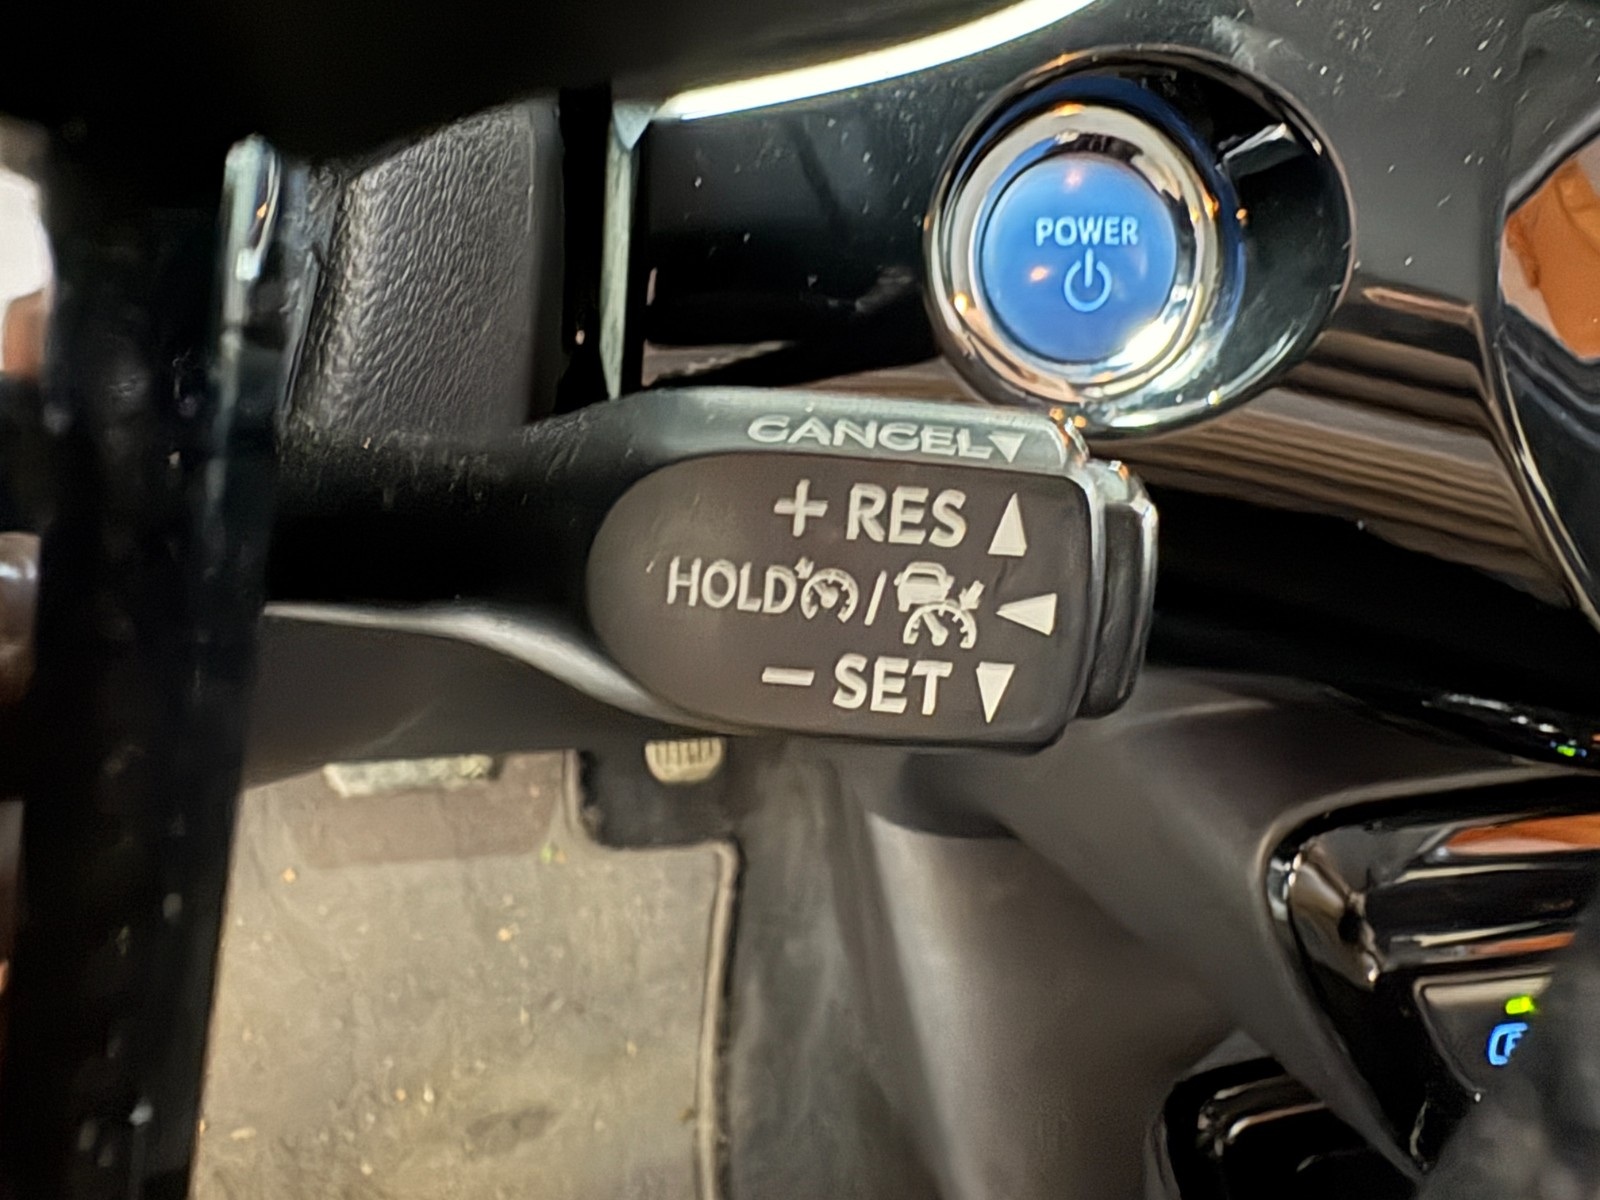 POWER
CANCEL▼
+ RES ▲
HOLD / ◀
− SET ▼